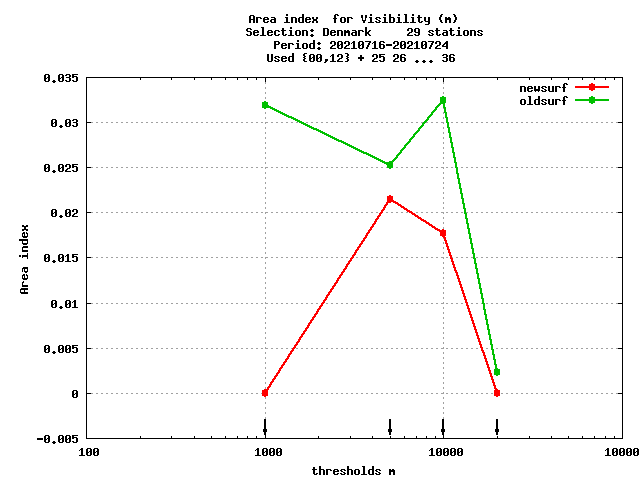 Area index  for Visibility (m)
Selection: Denmark     29 stations
Period: 20210716-20210724
Used {00,12} + 25 26 ... 36
newsurf
oldsurf
0.035
0.03
0.025
0.02
0.015
0.01
0.005
0
-0.005
Area index
100 1000 10000 10000
thresholds m